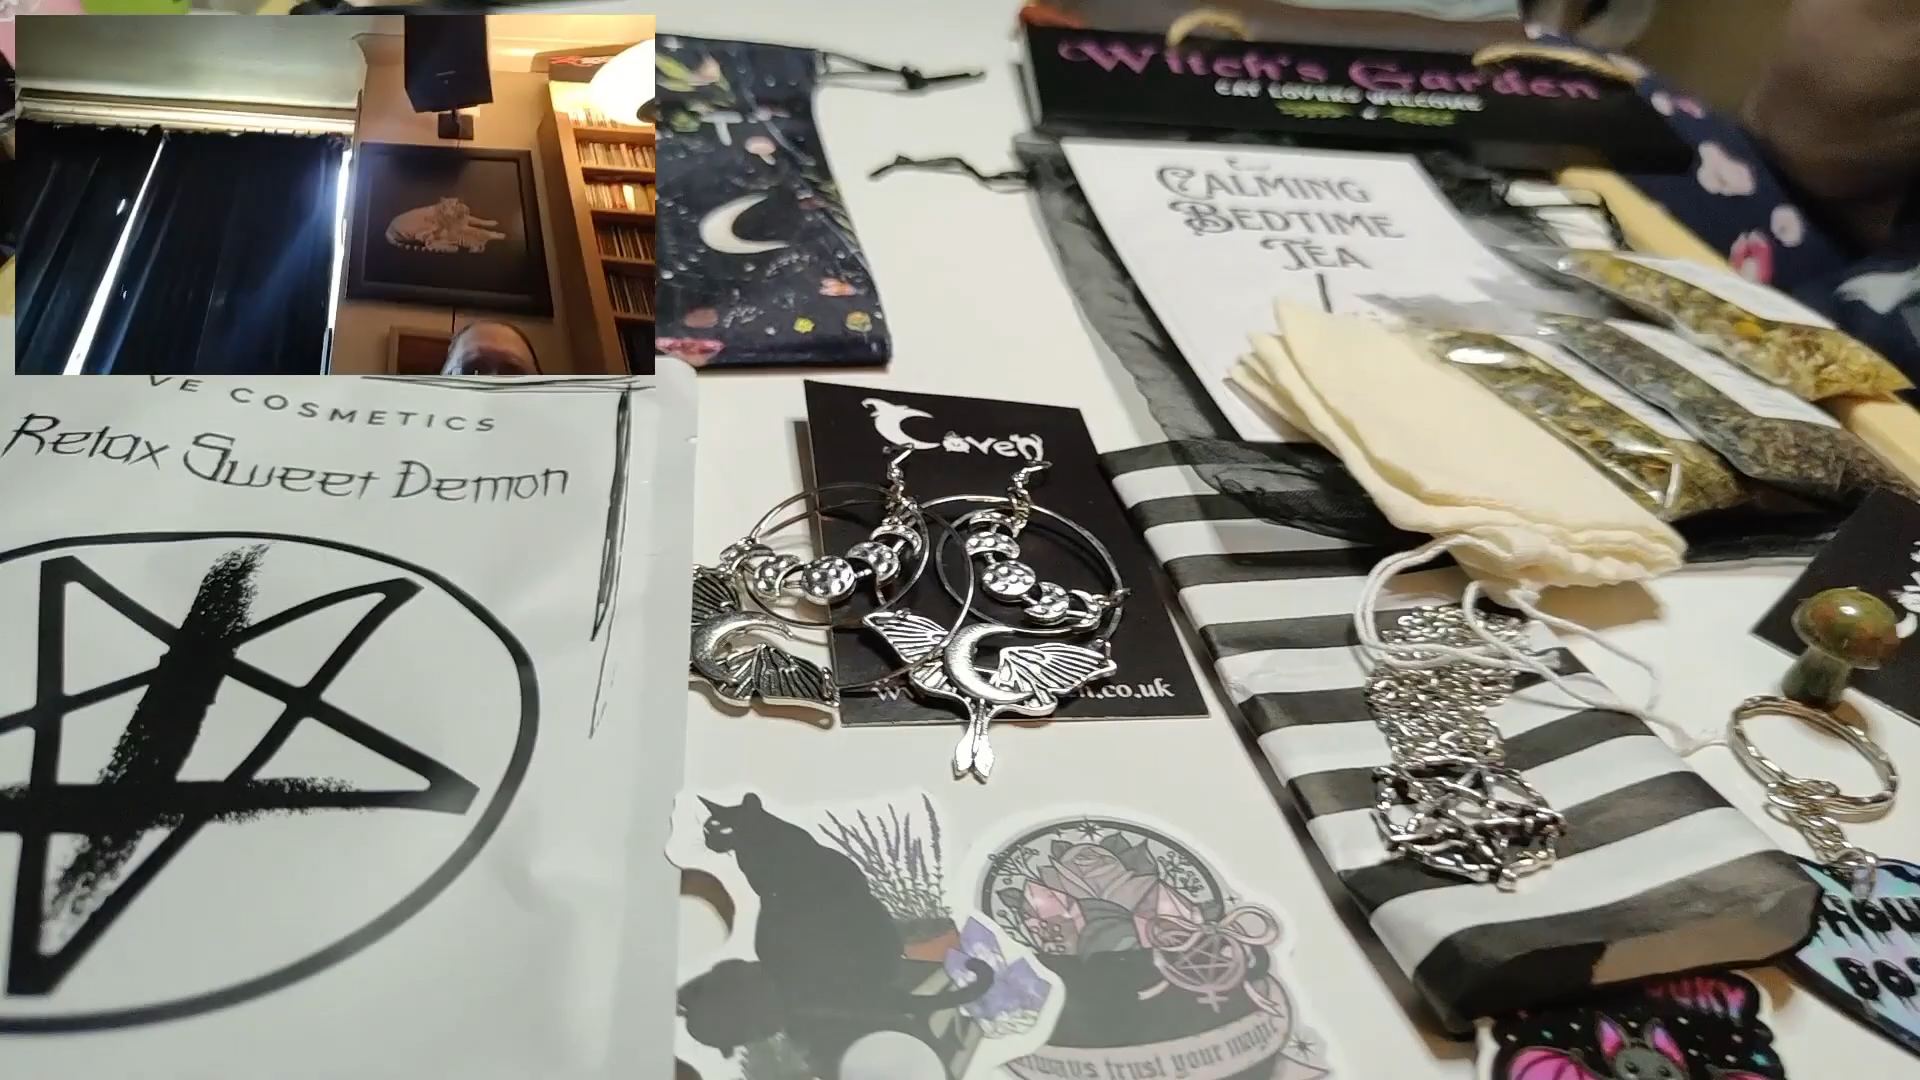 Witch's Garden
CAT LOVERS WELCOME
CALMING
BEDTIME
TEA
VE COSMETICS
Relax Sweet Demon
Coven
.co.uk
always trust your magic